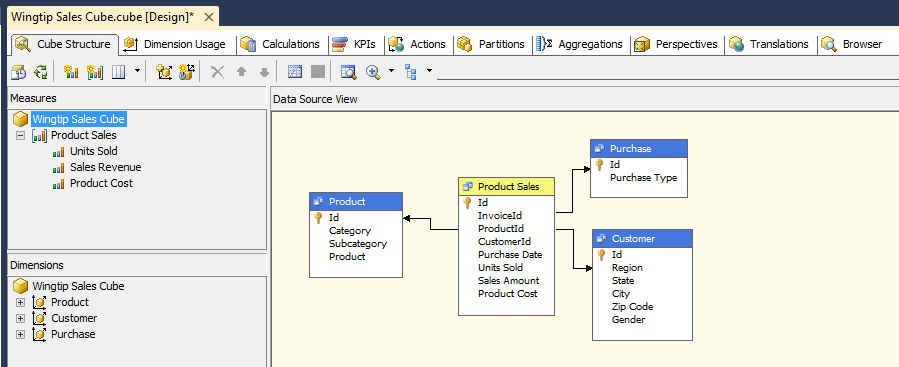 Wingtip Sales Cube.cube [Design]*
Cube Structure Dimension Usage Calculations KPIs Actions Partitions Aggregations Perspectives Translations Browser
Measures
Wingtip Sales Cube
Product Sales
Units Sold
Sales Revenue
Product Cost
Dimensions
Wingtip Sales Cube
Product
Customer
Purchase
Data Source View
Product
Id
Category
Subcategory
Product
Product Sales
Id
InvoiceId
ProductId
CustomerId
Purchase Date
Units Sold
Sales Amount
Product Cost
Purchase
Id
Purchase Type
Customer
Id
Region
State
City
Zip Code
Gender